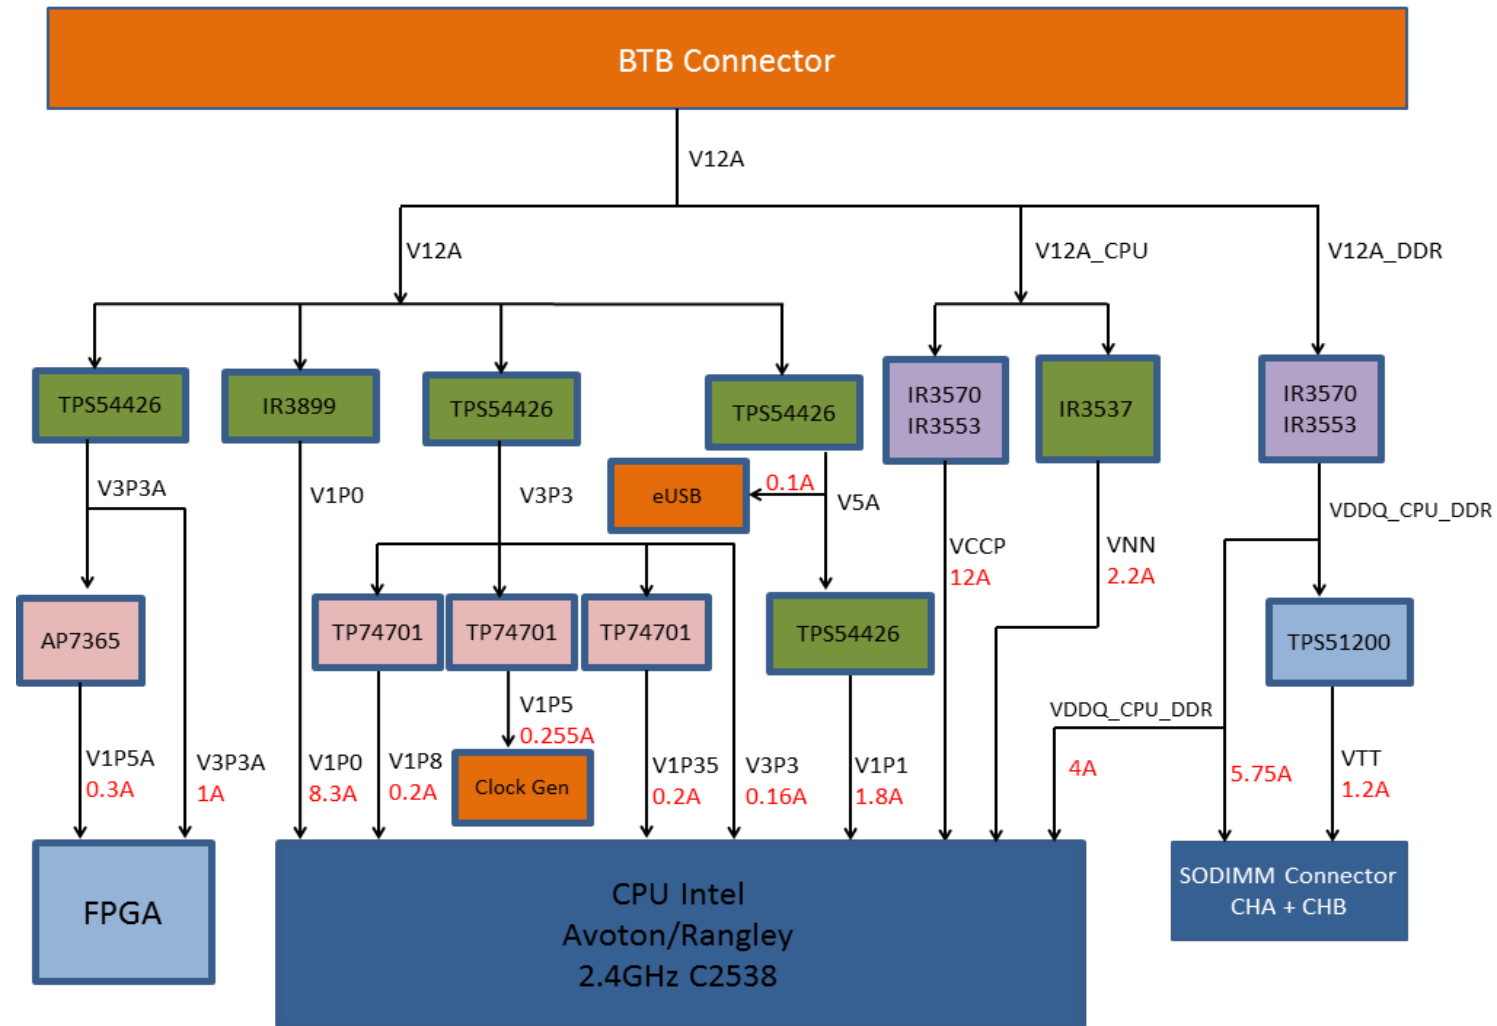 BTB Connector
V12A
V12A
V12A_CPU
V12A_DDR
TPS54426
IR3899
TPS54426
TPS54426
IR3570
IR3553
IR3537
IR3570
IR3553
V3P3A
V1P0
V3P3
eUSB
0.1A
V5A
VCCP
12A
VNN
2.2A
VDDQ_CPU_DDR
AP7365
TP74701
TP74701
TP74701
TPS54426
TPS51200
V1P5A
0.3A
V3P3A
1A
V1P0
8.3A
V1P8
0.2A
V1P5
0.255A
Clock Gen
V1P35
0.2A
V3P3
0.16A
V1P1
1.8A
VDDQ_CPU_DDR
4A
5.75A
VTT
1.2A
FPGA
CPU Intel
Avoton/Rangley
2.4GHz C2538
SODIMM Connector
CHA + CHB